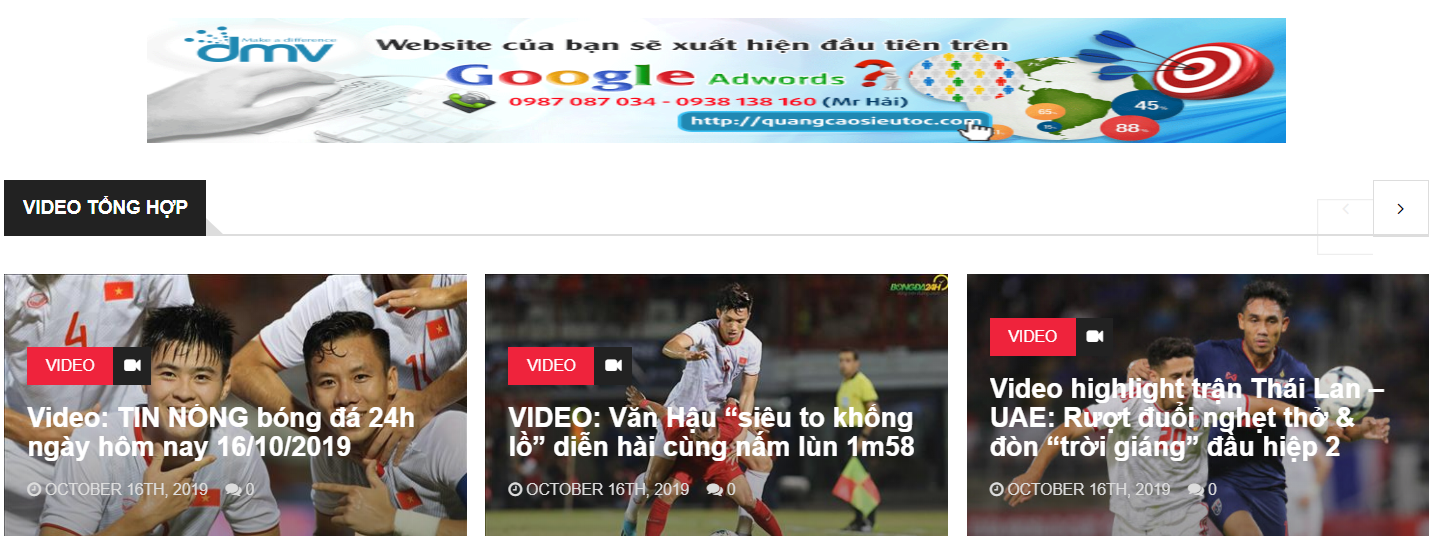 Make a difference
dmv
Website của bạn sẽ xuất hiện đầu tiên trên
Google Adwords ?
0987 087 034 - 0938 138 160 (Mr Hải)
http://quangcaosieutoc.com
45%
65%
15%
88%
VIDEO TỔNG HỢP
4
11
VIDEO
Video: TIN NÓNG bóng đá 24h
ngày hôm nay 16/10/2019
OCTOBER 16TH, 2019 0
BONGDA24H
VIDEO
VIDEO: Văn Hậu “siêu to khổng
lồ” diễn hài cùng nấm lùn 1m58
OCTOBER 16TH, 2019 0
VIDEO
Video highlight trận Thái Lan –
UAE: Rượt đuổi nghẹt thở &
đòn “trời giáng” đầu hiệp 2
20
OCTOBER 16TH, 2019 0